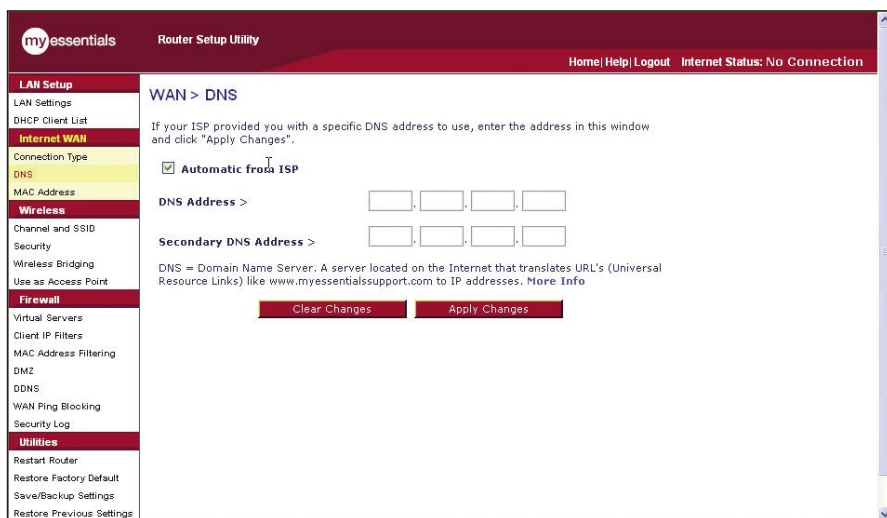 my essentials
Router Setup Utility
Home| Help| Logout Internet Status: No Connection
LAN Setup
LAN Settings
DHCP Client List
Internet WAN
Connection Type
DNS
MAC Address
Wireless
Channel and SSID
Security
Wireless Bridging
Use as Access Point
Firewall
Virtual Servers
Client IP Filters
MAC Address Filtering
DMZ
DDNS
WAN Ping Blocking
Security Log
Utilities
Restart Router
Restore Factory Default
Save/Backup Settings
Restore Previous Settings
WAN > DNS
If your ISP provided you with a specific DNS address to use, enter the address in this window
and click "Apply Changes".
Automatic from ISP
DNS Address >
. . .
Secondary DNS Address >
. . .
DNS = Domain Name Server. A server located on the Internet that translates URL's (Universal
Resource Links) like www.myessentialssupport.com to IP addresses. More Info
Clear Changes Apply Changes